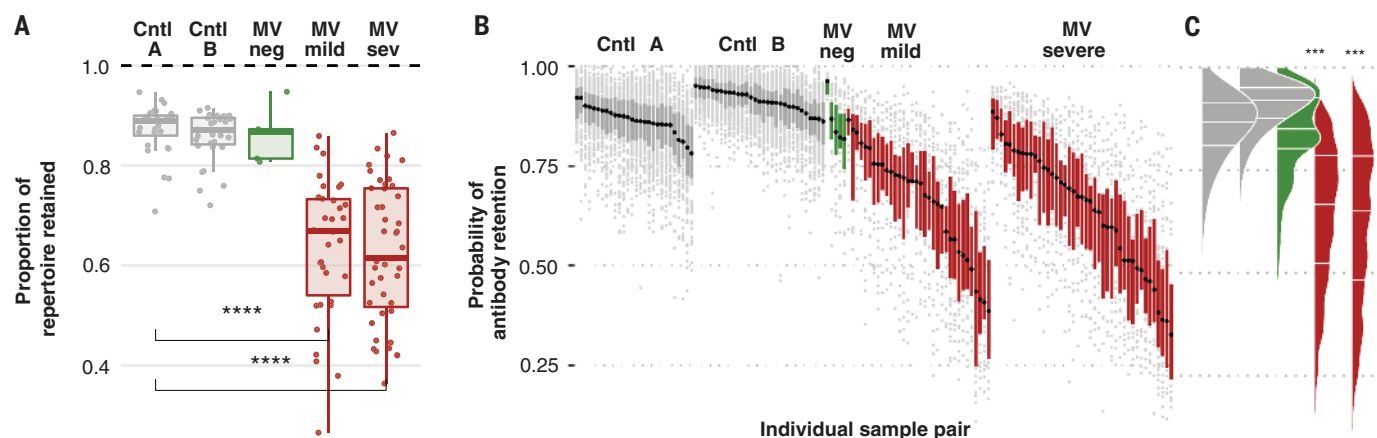 A
Cntl
A
Cntl
B
MV
neg
MV
mild
MV
sev
Proportion of
repertoire retained
1.0
0.8
0.6
0.4
****
****
B
Cntl A
Cntl B
MV
neg
MV
mild
MV
severe
Probability of
antibody retention
1.00
0.75
0.50
0.25
Individual sample pair
C
***
***